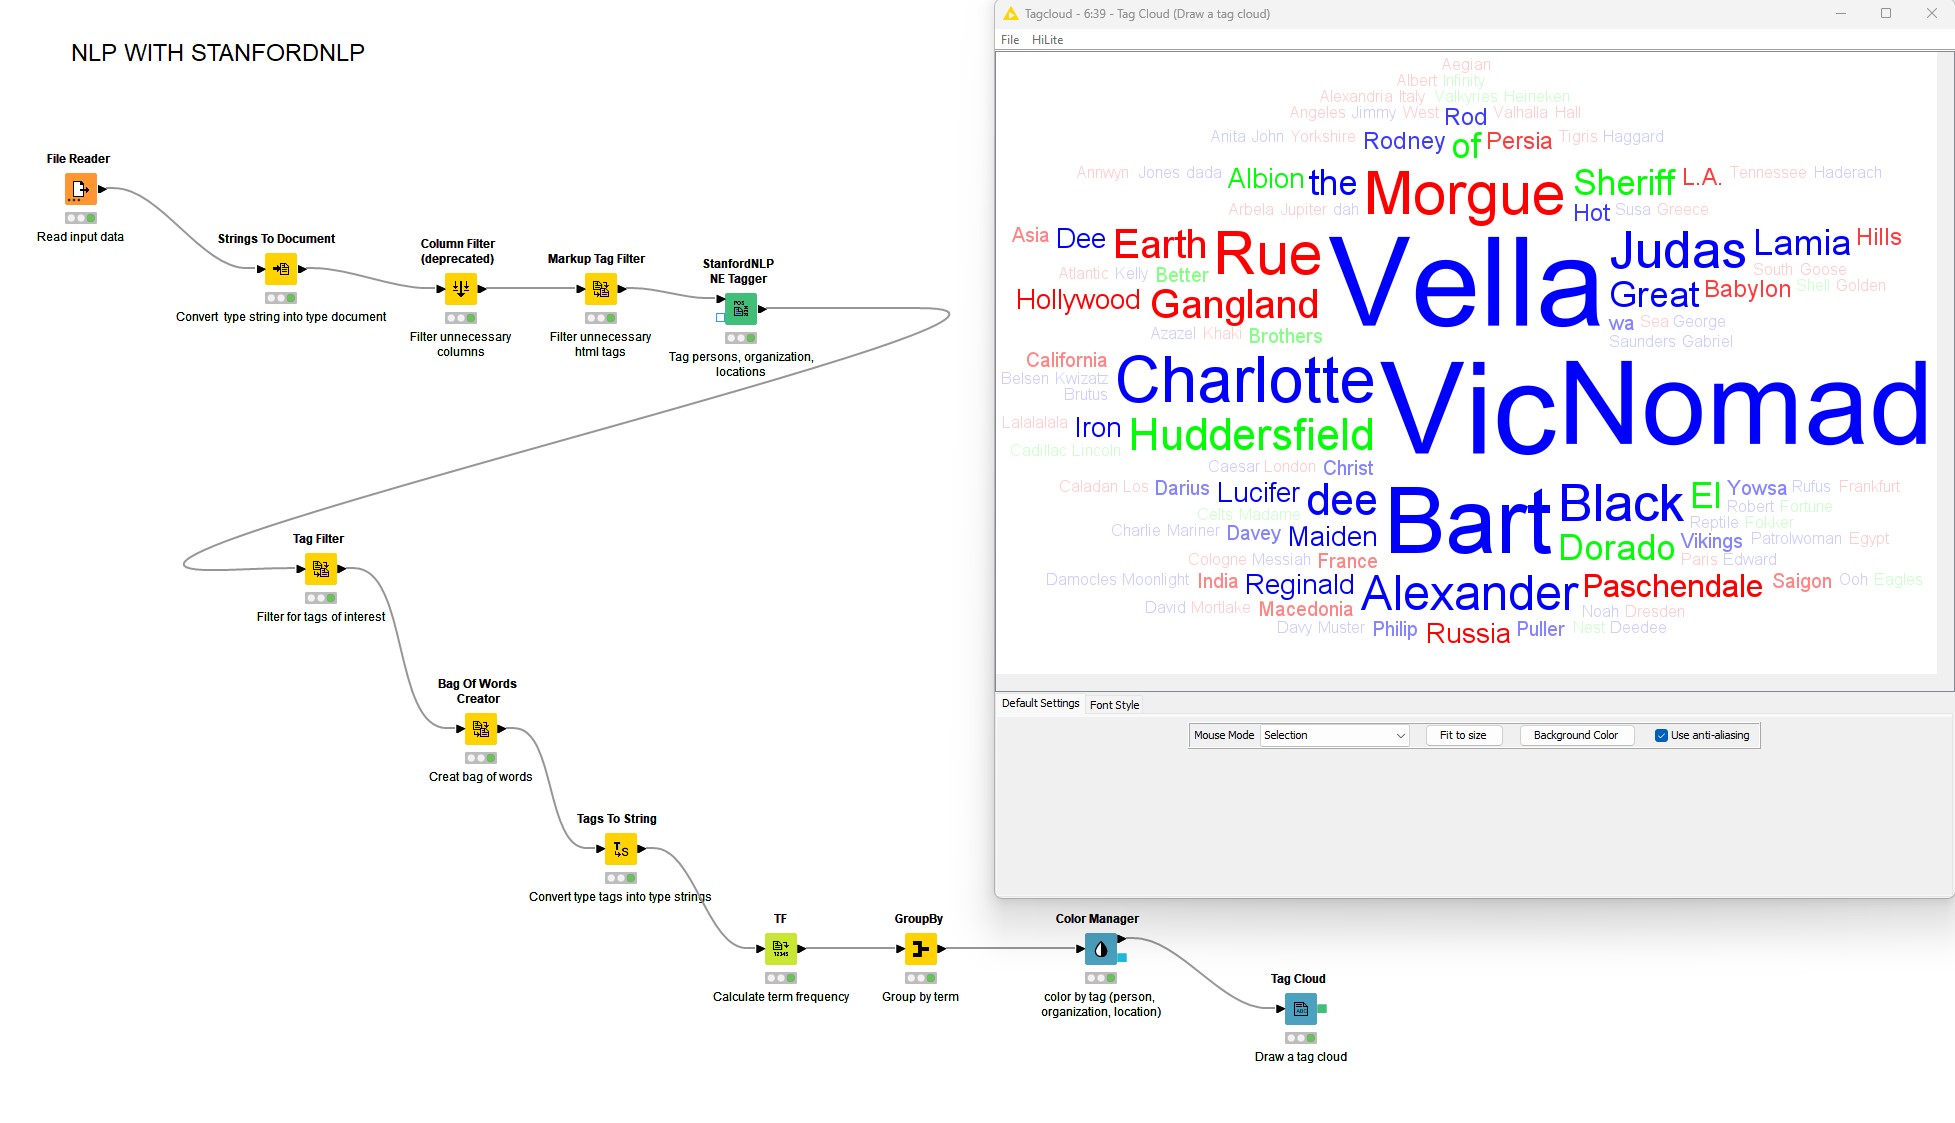 NLP WITH STANFORDNLP
File Reader
Read input data
Strings To Document
Convert type string into type document
Column Filter
(deprecated)
Filter unnecessary
columns
Markup Tag Filter
Filter unnecessary
html tags
StanfordNLP
NE Tagger
POS
Tag persons, organization,
locations
Tag Filter
Filter for tags of interest
Bag Of Words
Creator
Creat bag of words
Tags To String
T
S
Convert type tags into type strings
TF
12345
Calculate term frequency
GroupBy
Group by term
Color Manager
color by tag (person,
organization, location)
Tag Cloud
ABC
Draw a tag cloud
Tagcloud - 6:39 - Tag Cloud (Draw a tag cloud)
File HiLite
Aegian
Albert Infinity
Alexandria Italy Valkyries Heineken
Angeles Jimmy West Rod Valhalla Hall
Anita John Yorkshire Rodney of Persia Tigris Haggard
Annwyn Jones dada Albion the Morgue Sheriff L.A. Tennessee Haderach
Arbela Jupiter dah Hot Susa Greece
Asia Dee Earth Rue Vella Judas Lamia Hills
Atlantic Kelly Better South Goose
Hollywood Gangland Great Babylon Shell Golden
Azazel Khaki Brothers wa Sea George
Saunders Gabriel
California Charlotte Vic Nomad
Belsen Kwizatz
Brutus
Lalalalala Iron Huddersfield
Cadillac Lincoln
Caesar London Christ
Caladan Los Darius Lucifer dee Bart Black El Yowsa Rufus Frankfurt
Celts Madame Robert Fortune
Charlie Mariner Davey Maiden Reptile Fokker
Dorado Vikings Patrolwoman Egypt
Cologne Messiah France Paris Edward
Damocles Moonlight India Reginald Alexander Paschendale Saigon Ooh Eagles
David Mortlake Macedonia Noah Dresden
Davy Muster Philip Russia Puller Nest Deedee
Default Settings Font Style
Mouse Mode Selection Fit to size Background Color Use anti-aliasing